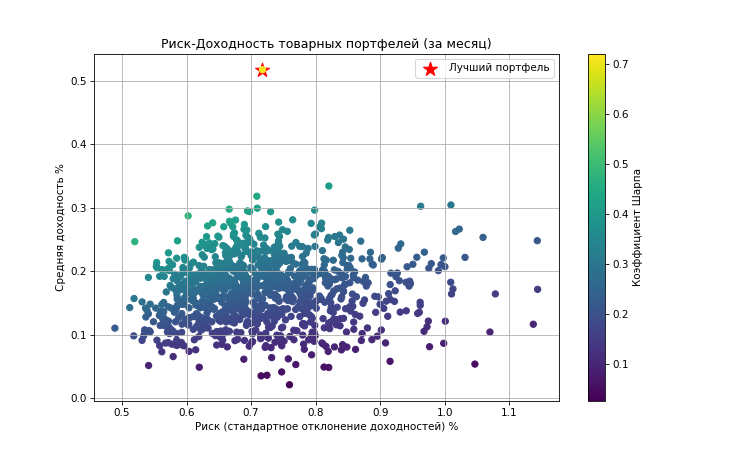 Риск-Доходность товарных портфелей (за месяц)
Лучший портфель
Средняя доходность %
0.5
0.4
0.3
0.2
0.1
0.0
0.5 0.6 0.7 0.8 0.9 1.0 1.1
Риск (стандартное отклонение доходностей) %
0.7
0.6
0.5
0.4
0.3
0.2
0.1
Коэффициент Шарпа